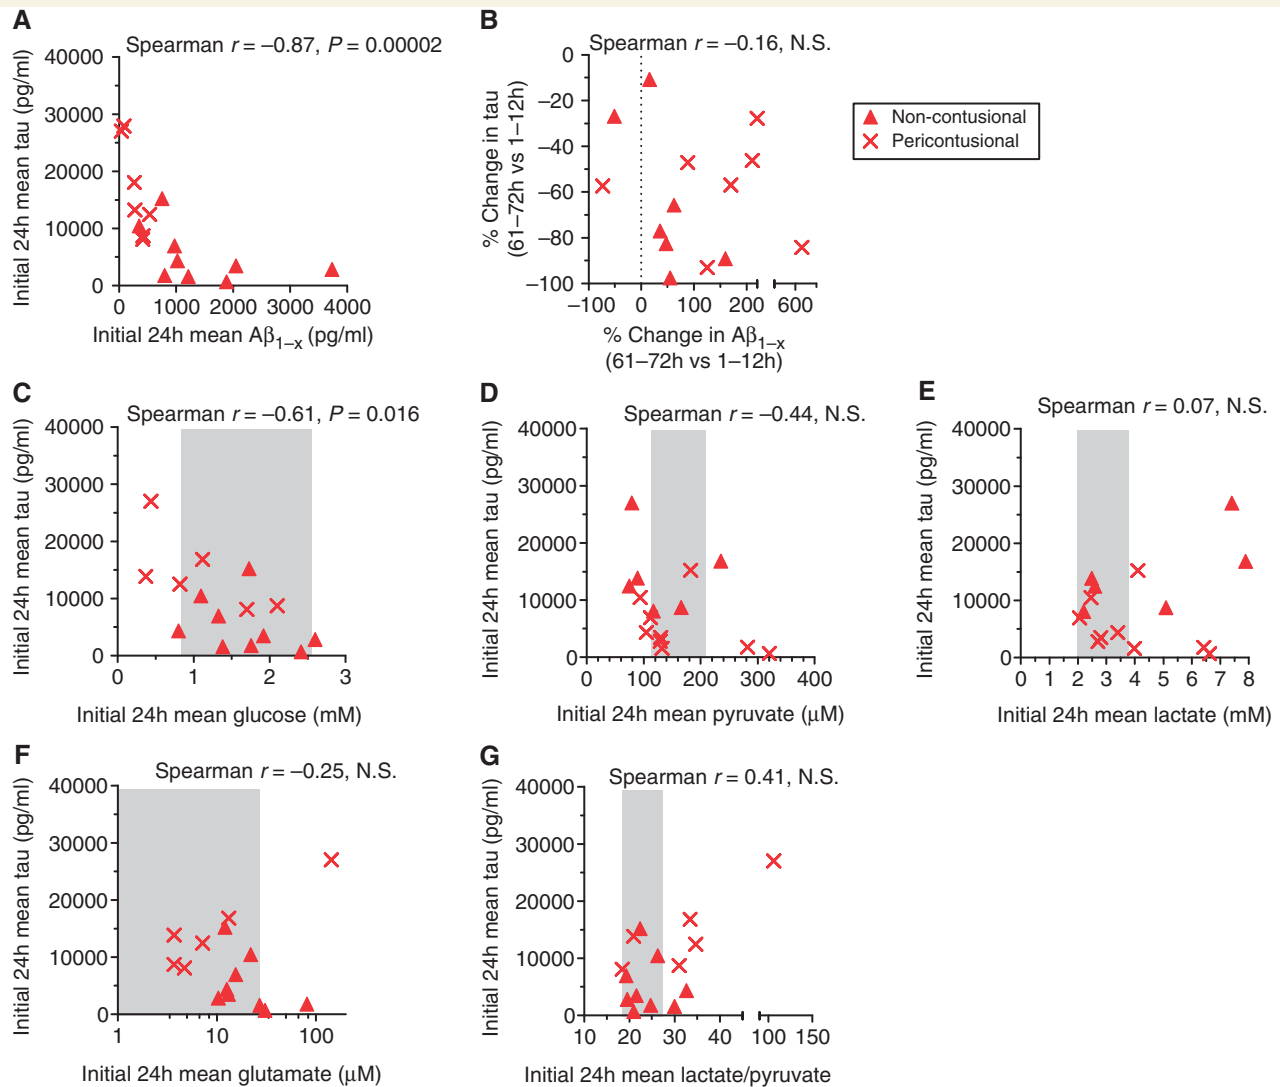 A
Spearman r = –0.87, P = 0.00002
Initial 24h mean tau (pg/ml)
40000
30000
20000
10000
0
0 1000 2000 3000 4000
Initial 24h mean Aβ1–x (pg/ml)
B
Spearman r = –0.16, N.S.
% Change in tau
(61–72h vs 1–12h)
0
–20
–40
–60
–80
–100
–100 0 100 200 600
% Change in Aβ1–x
(61–72h vs 1–12h)
Non-contusional
Pericontusional
C
Spearman r = –0.61, P = 0.016
Initial 24h mean tau (pg/ml)
40000
30000
20000
10000
0
0 1 2 3
Initial 24h mean glucose (mM)
D
Spearman r = –0.44, N.S.
Initial 24h mean tau (pg/ml)
40000
30000
20000
10000
0
0 100 200 300 400
Initial 24h mean pyruvate (μM)
E
Spearman r = 0.07, N.S.
Initial 24h mean tau (pg/ml)
40000
30000
20000
10000
0
0 1 2 3 4 5 6 7 8
Initial 24h mean lactate (mM)
F
Spearman r = –0.25, N.S.
Initial 24h mean tau (pg/ml)
40000
30000
20000
10000
0
1 10 100
Initial 24h mean glutamate (μM)
G
Spearman r = 0.41, N.S.
Initial 24h mean tau (pg/ml)
40000
30000
20000
10000
0
10 20 30 40 100 150
Initial 24h mean lactate/pyruvate